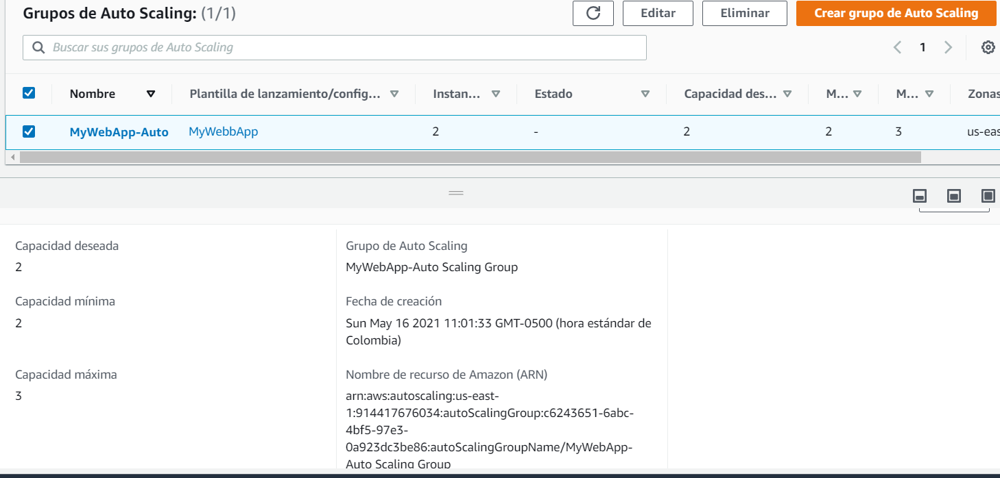 Grupos de Auto Scaling: (1/1)
Editar
Eliminar
Crear grupo de Auto Scaling
Buscar sus grupos de Auto Scaling
1
Nombre Plantilla de lanzamiento/config... Instan... Estado Capacidad des... M... M... Zonas
MyWebApp-Auto MyWebbApp 2 - 2 2 3 us-eas
Capacidad deseada
2
Capacidad mínima
2
Capacidad máxima
3
Grupo de Auto Scaling
MyWebApp-Auto Scaling Group
Fecha de creación
Sun May 16 2021 11:01:33 GMT-0500 (hora estándar de
Colombia)
Nombre de recurso de Amazon (ARN)
arn:aws:autoscaling:us-east-
1:914417676034:autoScalingGroup:c6243651-6abc-
4bf5-97e3-
0a923dc3be86:autoScalingGroupName/MyWebApp-
Auto Scaling Group